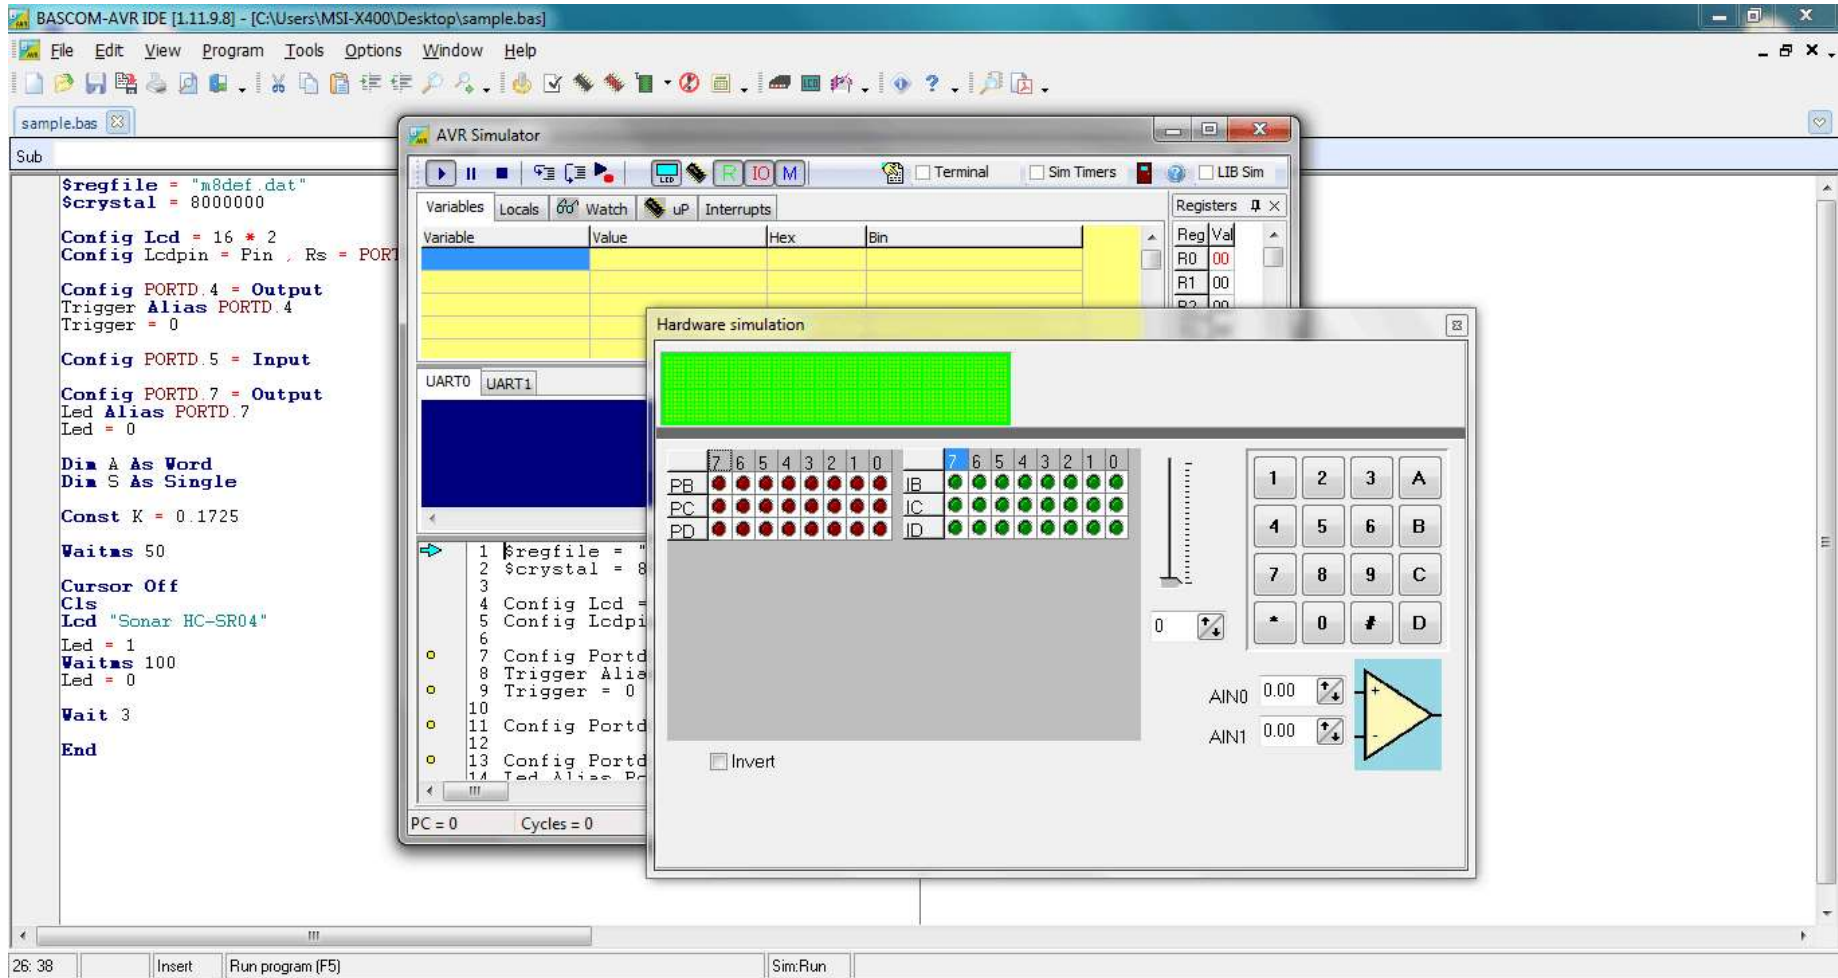 BASCOM-AVR IDE [1.11.9.8] - [C:\Users\MSI-X400\Desktop\sample.bas]
File Edit View Program Tools Options Window Help
sample.bas
Sub
$regfile = "m8def.dat"
$crystal = 8000000
Config Lcd = 16 * 2
Config Lcdpin = Pin , Rs = PORT
Config PORTD.4 = Output
Trigger Alias PORTD.4
Trigger = 0
Config PORTD.5 = Input
Config PORTD.7 = Output
Led Alias PORTD.7
Led = 0
Dim A As Word
Dim S As Single
Const K = 0.1725
Waitms 50
Cursor Off
Cls
Lcd "Sonar HC-SR04"
Led = 1
Waitms 100
Led = 0
Wait 3
End
AVR Simulator
LCD R IO M Terminal Sim Timers LIB Sim
Variables Locals Watch uP Interrupts
Registers
Variable Value Hex Bin
Reg Val
R0 00
R1 00
R2 00
UART0 UART1
1 $regfile = "
2 $crystal = 8
3
4 Config Lcd =
5 Config Lcdpi
6
7 Config Portd
8 Trigger Alia
9 Trigger = 0
10
11 Config Portd
12
13 Config Portd
14 Led Alias Po
PC = 0 Cycles = 0
Hardware simulation
7 6 5 4 3 2 1 0 7 6 5 4 3 2 1 0
PB IB
PC IC
PD ID
Invert
0
1 2 3 A
4 5 6 B
7 8 9 C
* 0 # D
AIN0 0.00
AIN1 0.00
+
-
26: 38 Insert Run program (F5) Sim:Run